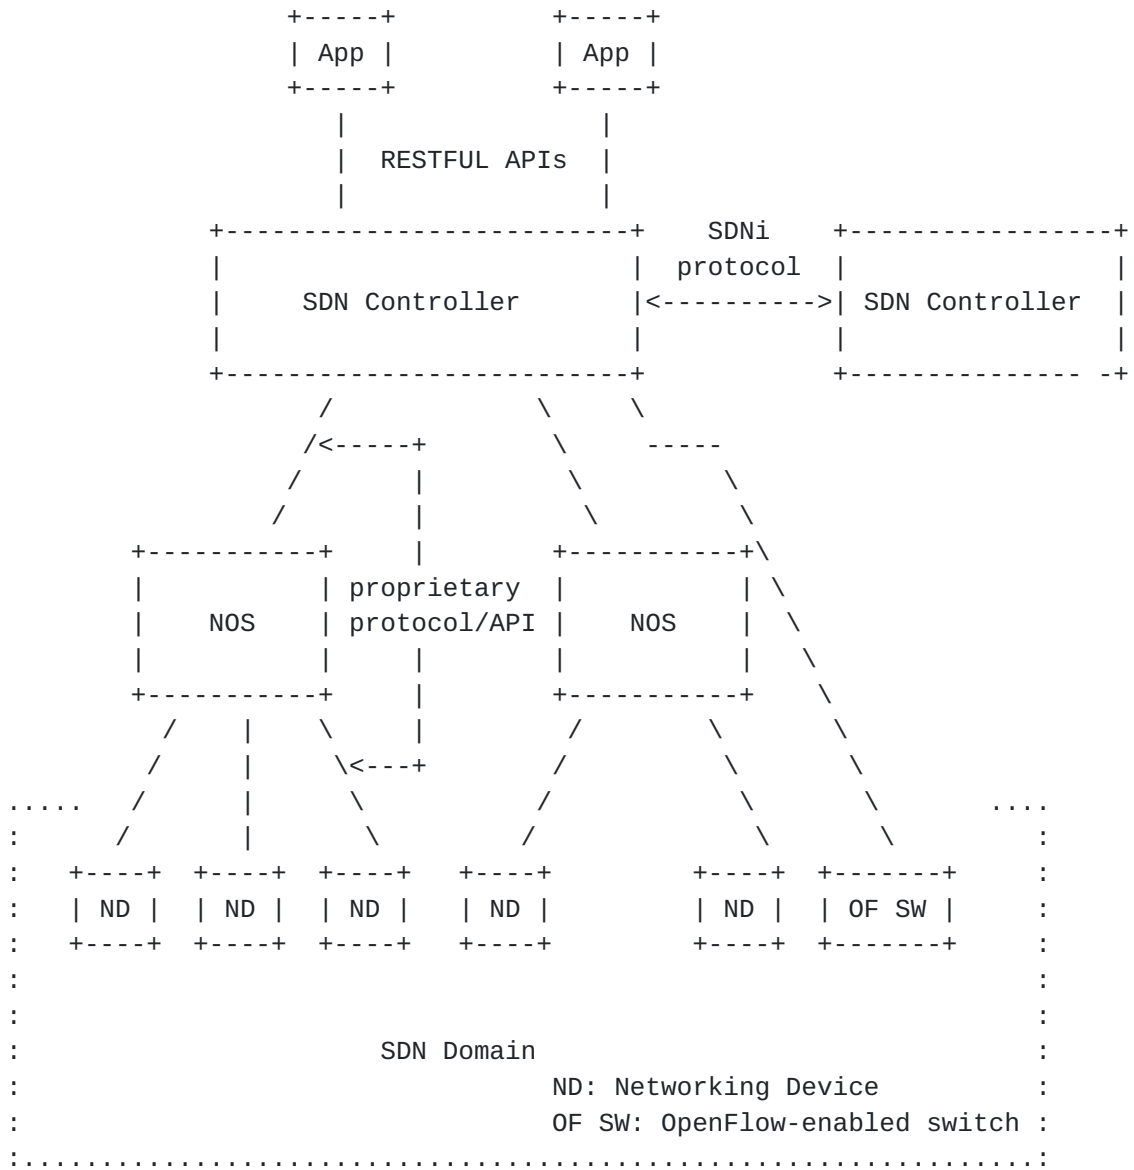 App App
RESTFUL APIs
SDNi
protocol
SDN Controller SDN Controller
proprietary
NOS protocol/API NOS
ND ND ND ND ND OF SW
SDN Domain
ND: Networking Device
OF SW: OpenFlow-enabled switch